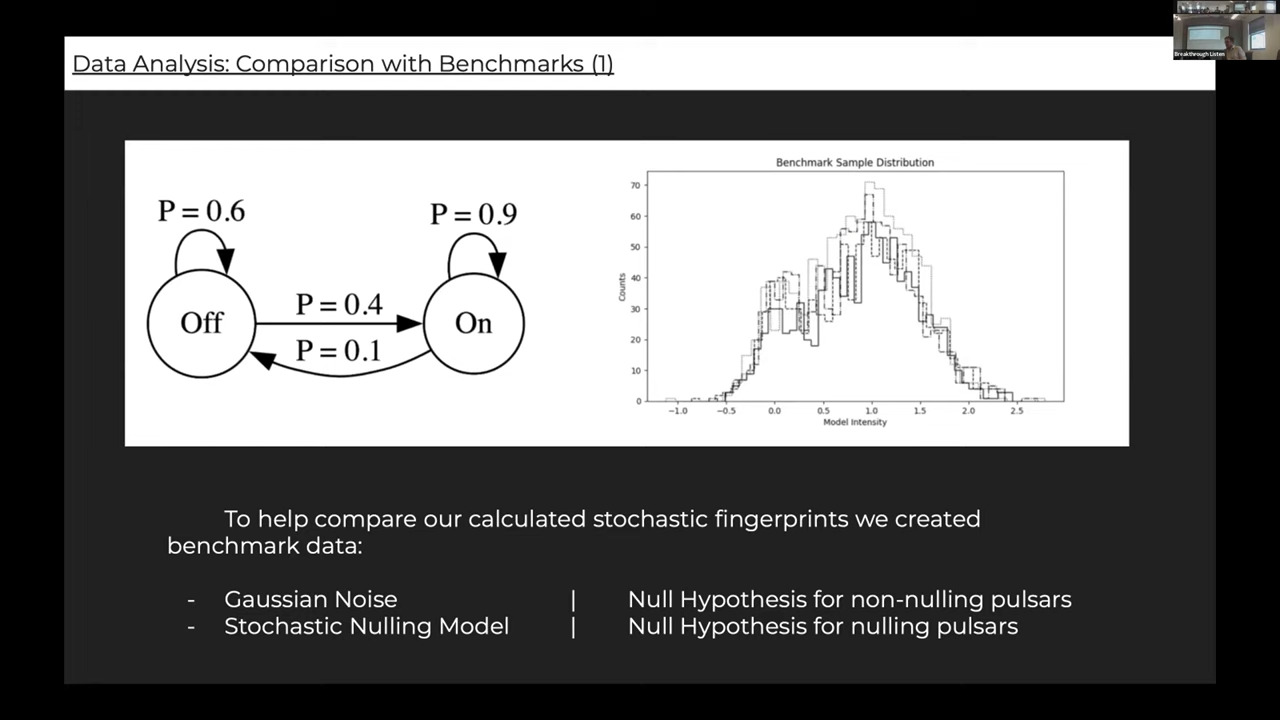 Breakthrough Listen
Data Analysis: Comparison with Benchmarks (1)
P = 0.6
P = 0.9
Off
P = 0.4
P = 0.1
On
Benchmark Sample Distribution
Counts
70
60
50
40
30
20
10
0
−1.0 −0.5 0.0 0.5 1.0 1.5 2.0 2.5
Model Intensity
To help compare our calculated stochastic fingerprints we created
benchmark data:
- Gaussian Noise | Null Hypothesis for non-nulling pulsars
- Stochastic Nulling Model | Null Hypothesis for nulling pulsars